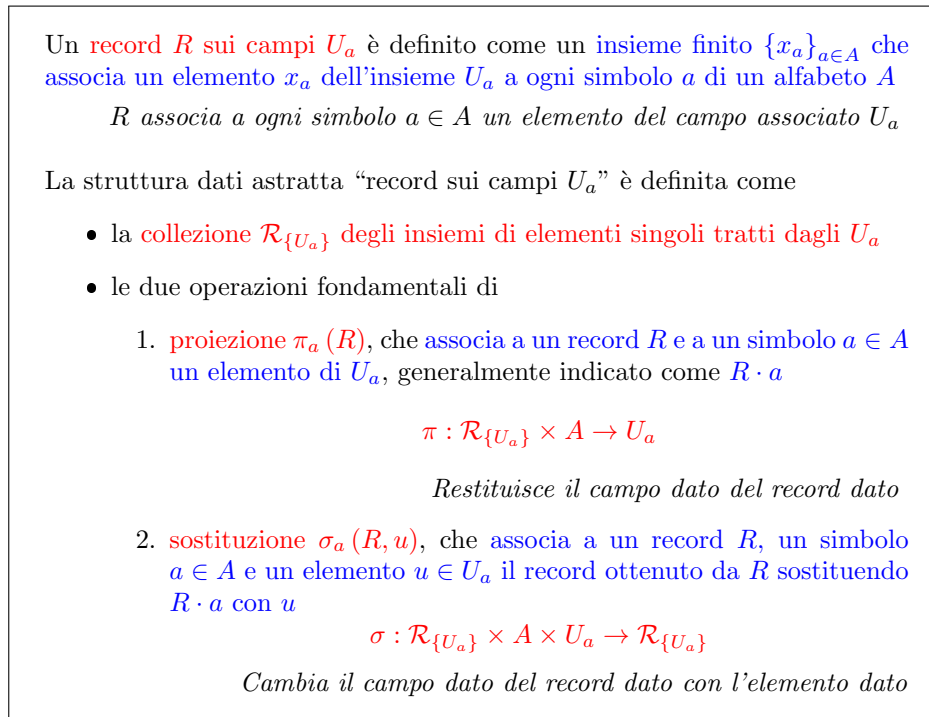 Un record R sui campi U_a è definito come un insieme finito {x_a}_{a∈A} che
associa un elemento x_a dell'insieme U_a a ogni simbolo a di un alfabeto A
R associa a ogni simbolo a ∈ A un elemento del campo associato U_a
La struttura dati astratta “record sui campi U_a” è definita come
• la collezione R_{{U_a}} degli insiemi di elementi singoli tratti dagli U_a
• le due operazioni fondamentali di
1. proiezione π_a (R), che associa a un record R e a un simbolo a ∈ A
un elemento di U_a, generalmente indicato come R · a
π : R_{{U_a}} × A → U_a
Restituisce il campo dato del record dato
2. sostituzione σ_a (R, u), che associa a un record R, un simbolo
a ∈ A e un elemento u ∈ U_a il record ottenuto da R sostituendo
R · a con u
σ : R_{{U_a}} × A × U_a → R_{{U_a}}
Cambia il campo dato del record dato con l'elemento dato